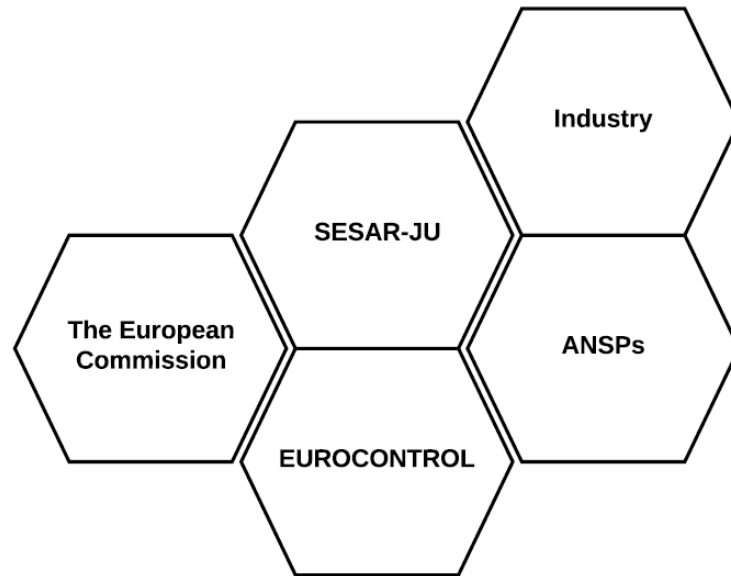 Industry
SESAR-JU
The European
Commission
ANSPs
EUROCONTROL